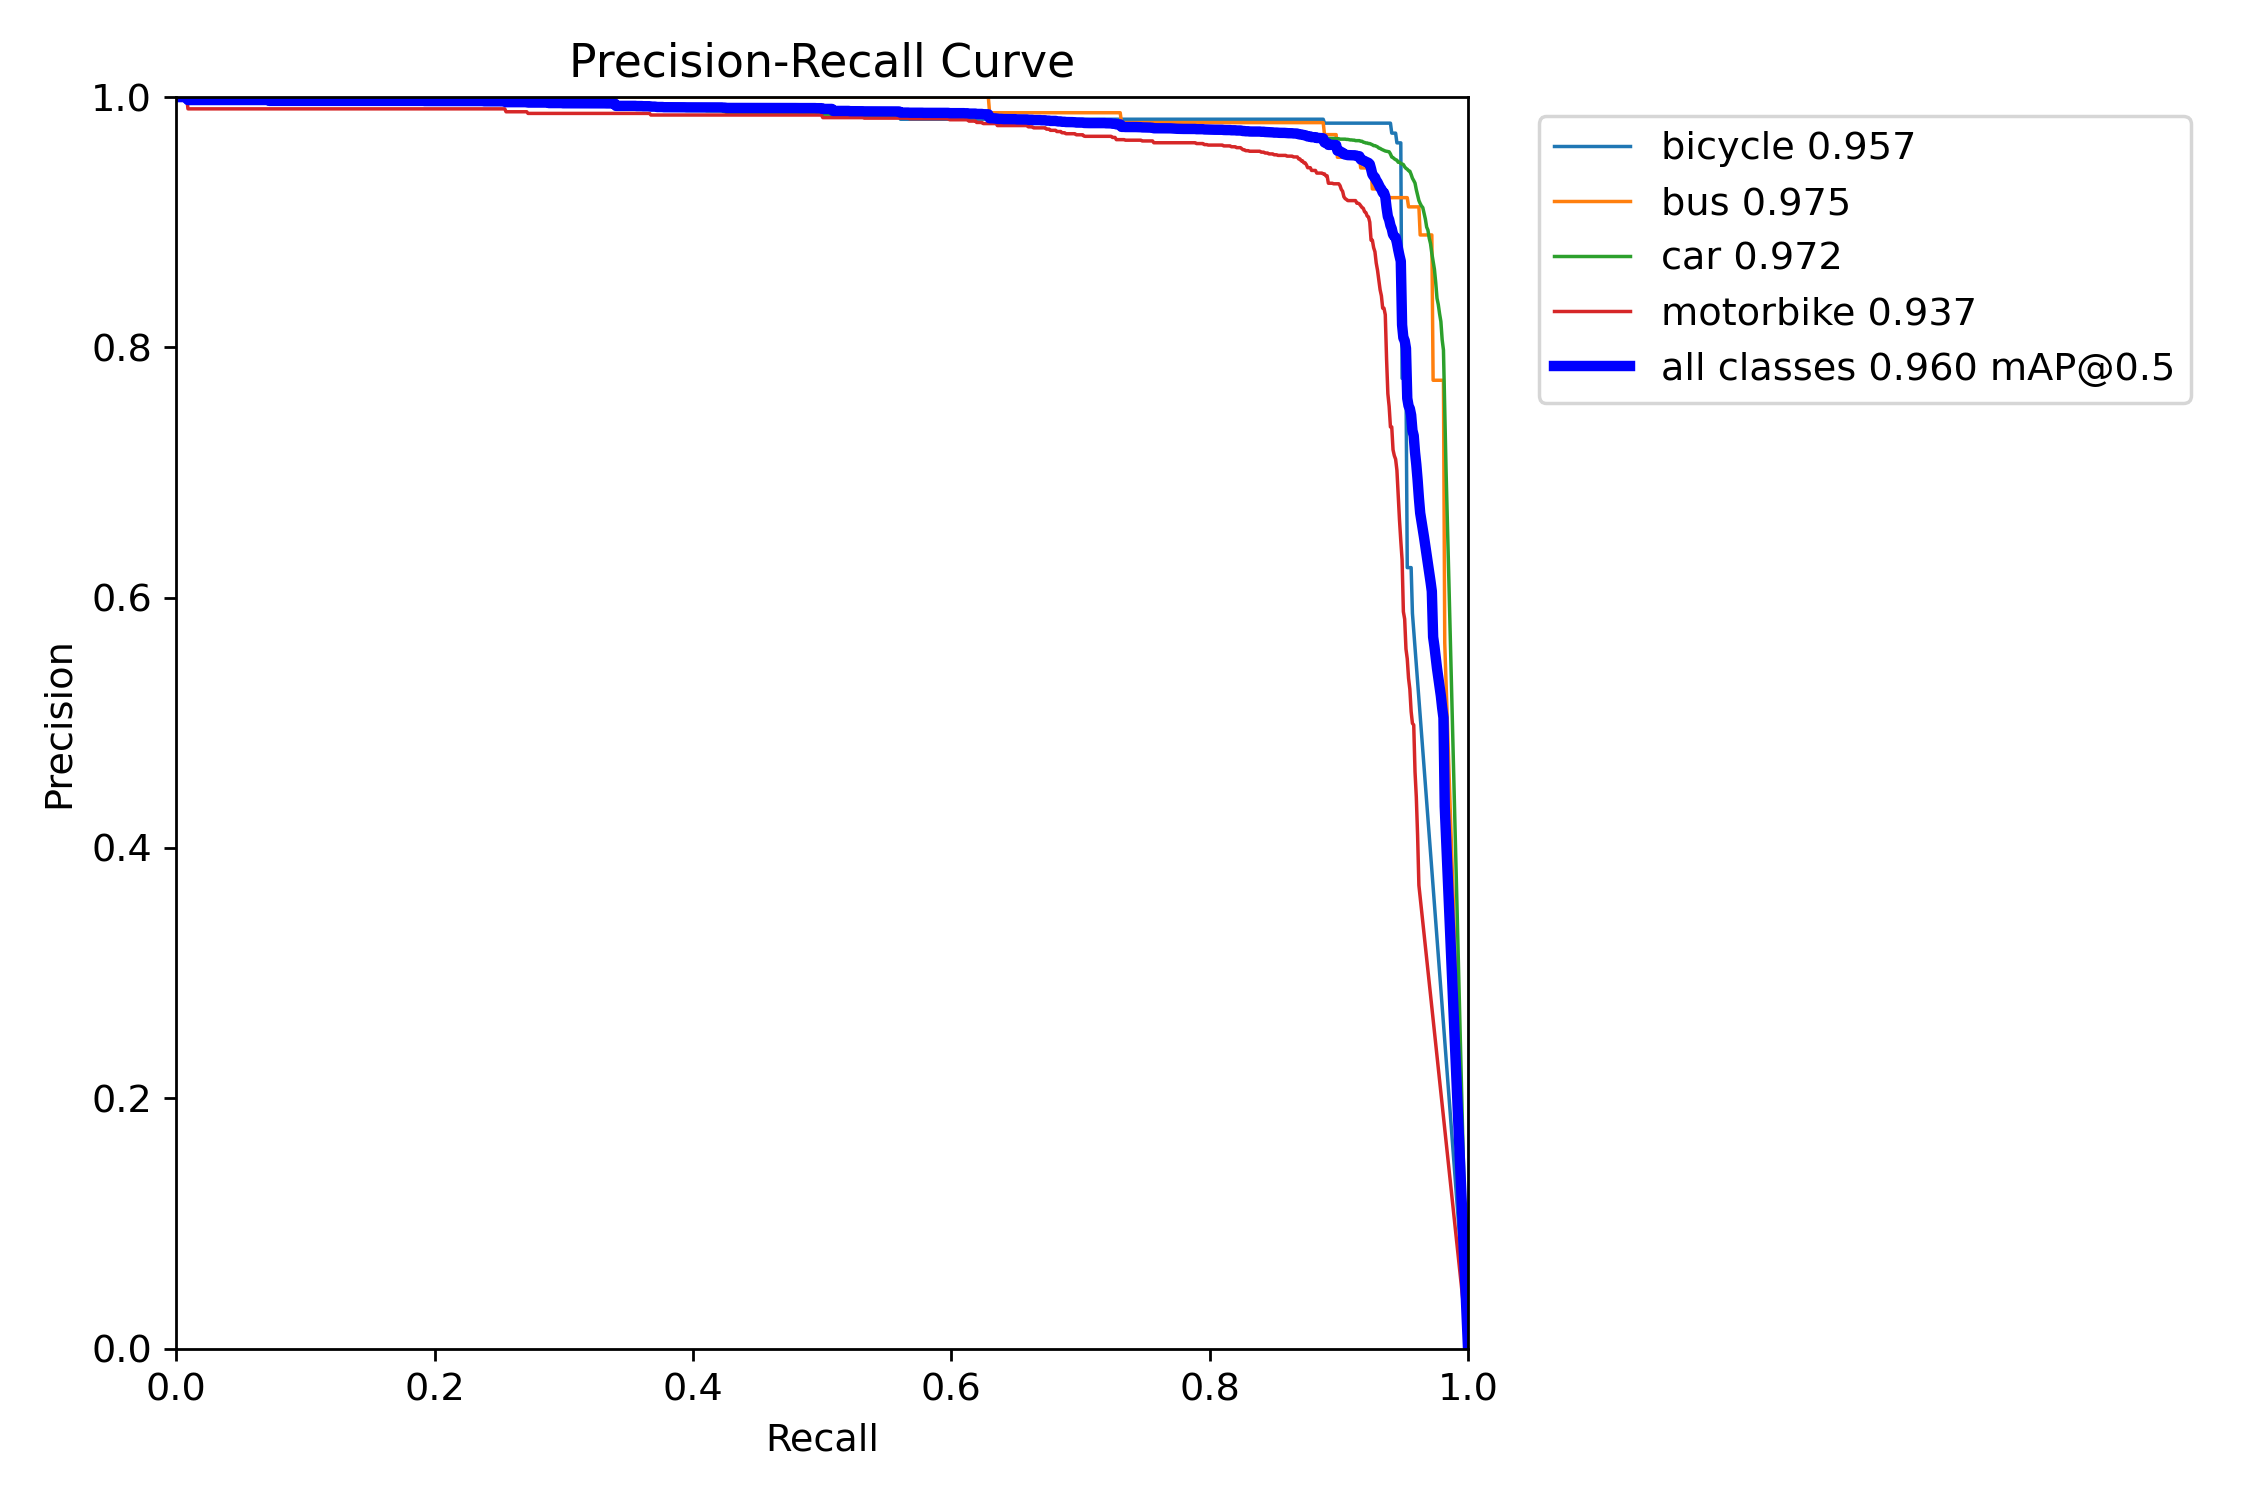 Precision-Recall Curve
1.0
0.8
0.6
0.4
0.2
0.0
Precision
0.0 0.2 0.4 0.6 0.8 1.0
Recall
bicycle 0.957
bus 0.975
car 0.972
motorbike 0.937
all classes 0.960 mAP@0.5